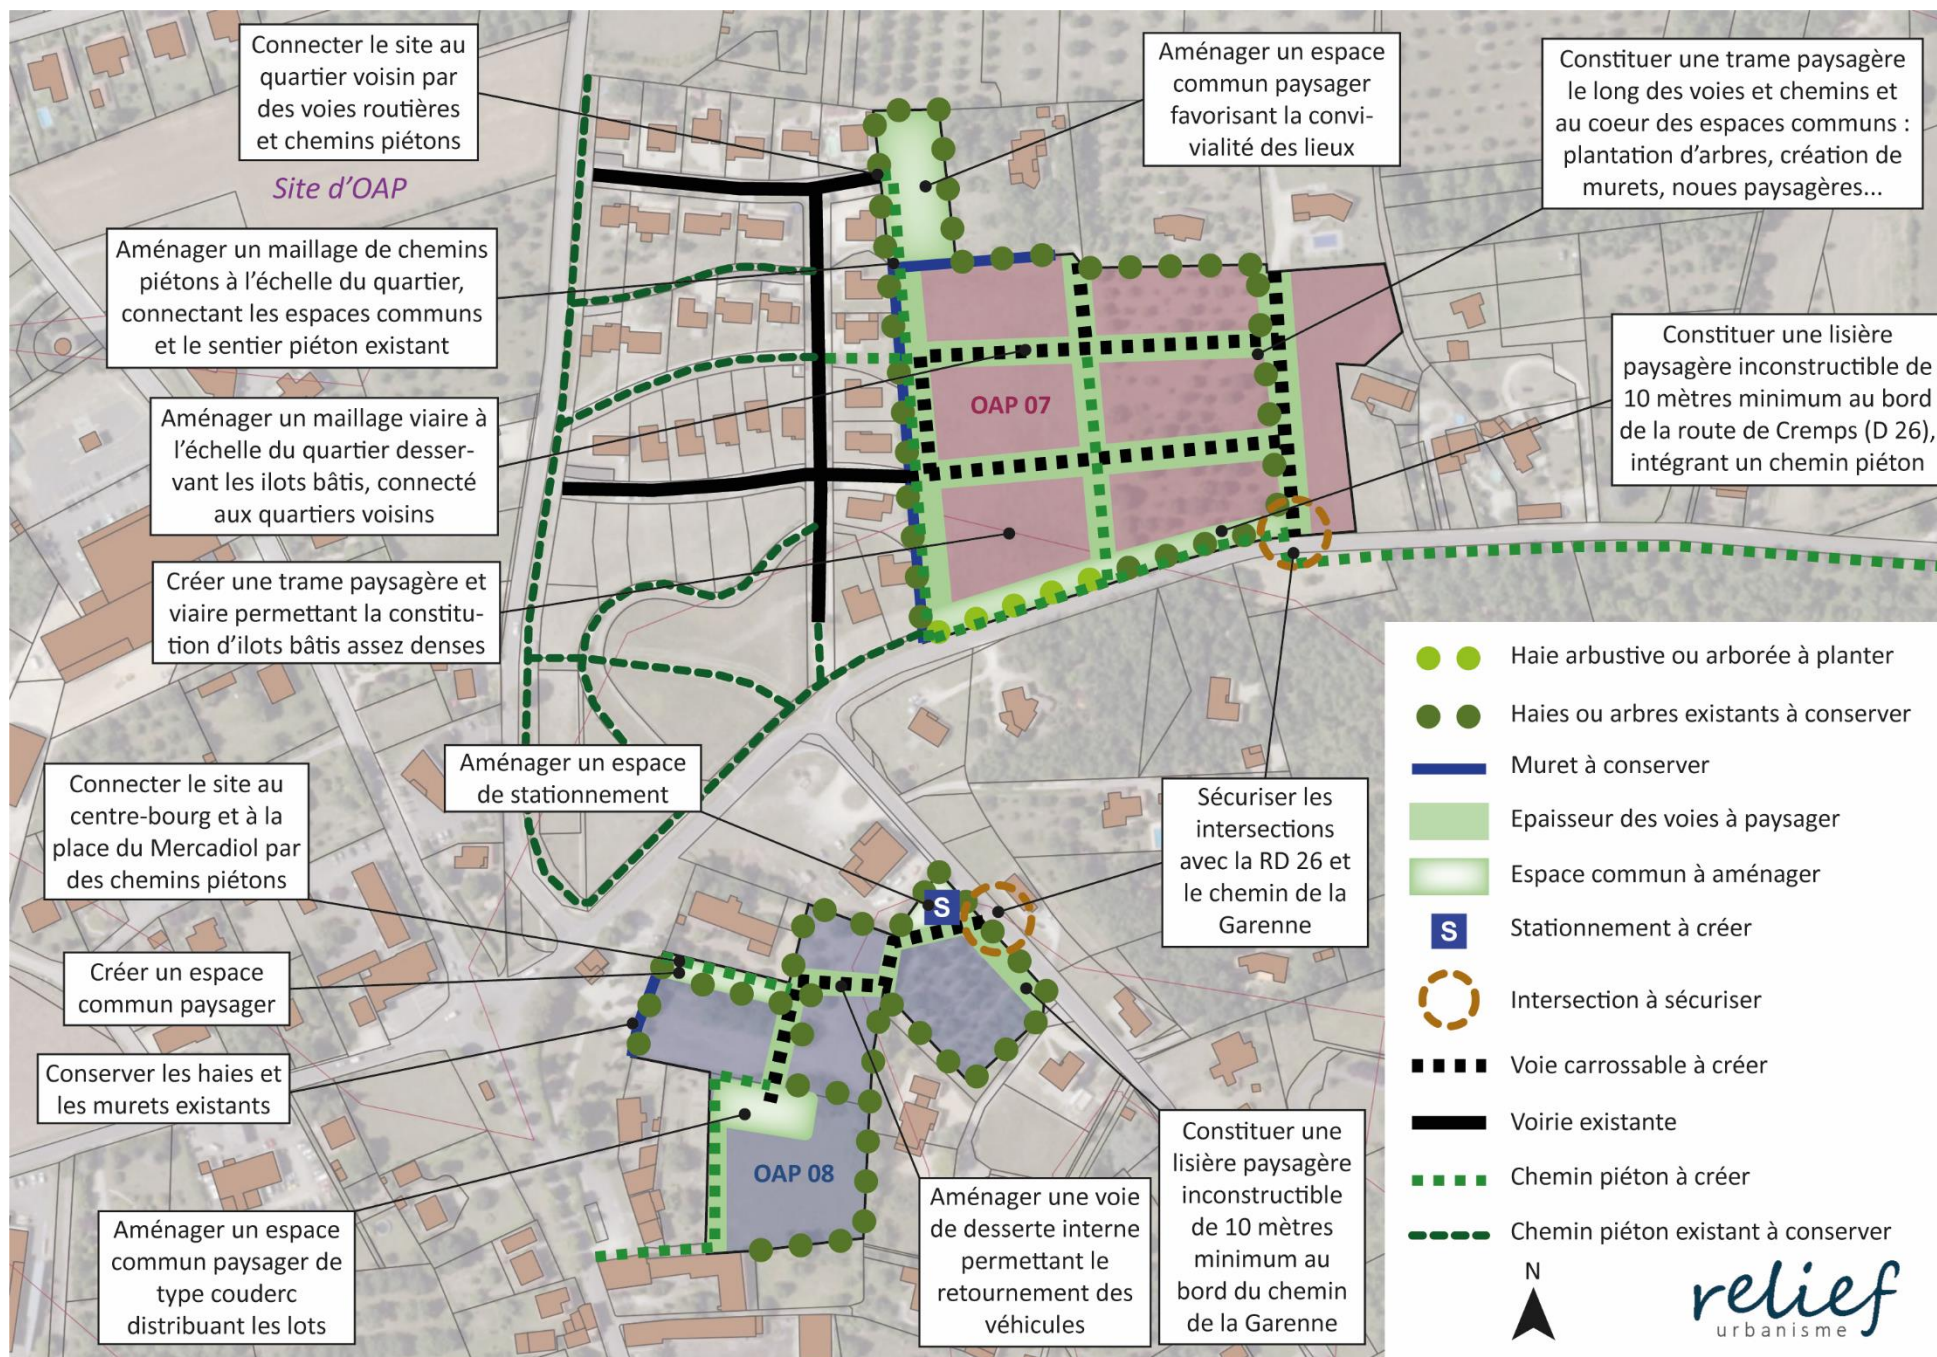 Connecter le site au
quartier voisin par
des voies routières
et chemins piétons
Site d'OAP
Aménager un espace
commun paysager
favorisant la convi-
vialité des lieux
Constituer une trame paysagère
le long des voies et chemins et
au coeur des espaces communs :
plantation d'arbres, création de
murets, noues paysagères...
Aménager un maillage de chemins
piétons à l'échelle du quartier,
connectant les espaces communs
et le sentier piéton existant
Constituer une lisière
paysagère inconstructible de
10 mètres minimum au bord
de la route de Cremps (D 26),
intégrant un chemin piéton
Aménager un maillage viaire à
l'échelle du quartier desser-
vant les ilots bâtis, connecté
aux quartiers voisins
OAP 07
Créer une trame paysagère et
viaire permettant la constitu-
tion d'ilots bâtis assez denses
Aménager un espace
de stationnement
Connecter le site au
centre-bourg et à la
place du Mercadiol par
des chemins piétons
Sécuriser les
intersections
avec la RD 26 et
le chemin de la
Garenne
S
Créer un espace
commun paysager
Conserver les haies et
les murets existants
OAP 08
Aménager un espace
commun paysager de
type couderc
distribuant les lots
Aménager une voie
de desserte interne
permettant le
retournement des
véhicules
Constituer une
lisière paysagère
inconstructible
de 10 mètres
minimum au
bord du chemin
de la Garenne
Haie arbustive ou arborée à planter
Haies ou arbres existants à conserver
Muret à conserver
Epaisseur des voies à paysager
Espace commun à aménager
S Stationnement à créer
Intersection à sécuriser
Voie carrossable à créer
Voirie existante
Chemin piéton à créer
Chemin piéton existant à conserver
N
relief
urbanisme